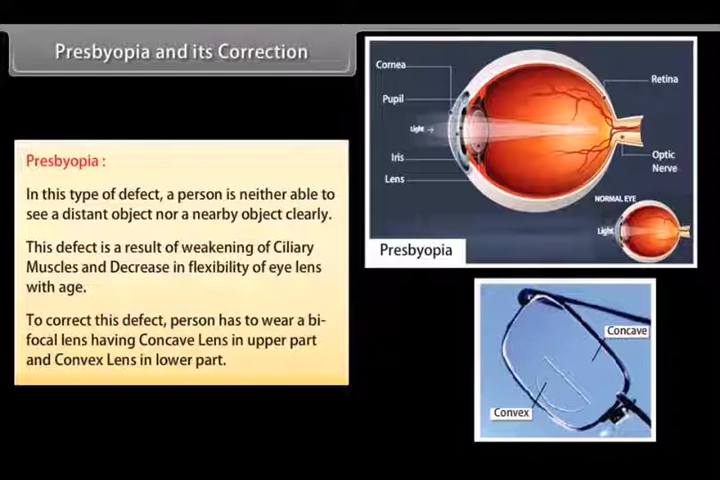 Presbyopia and its Correction
Presbyopia :
In this type of defect, a person is neither able to
see a distant object nor a nearby object clearly.
This defect is a result of weakening of Ciliary
Muscles and Decrease in flexibility of eye lens
with age.
To correct this defect, person has to wear a bi-
focal lens having Concave Lens in upper part
and Convex Lens in lower part.
Cornea
Pupil
Light
Iris
Lens
Retina
Optic
Nerve
NORMAL EYE
Light
Presbyopia
Concave
Convex